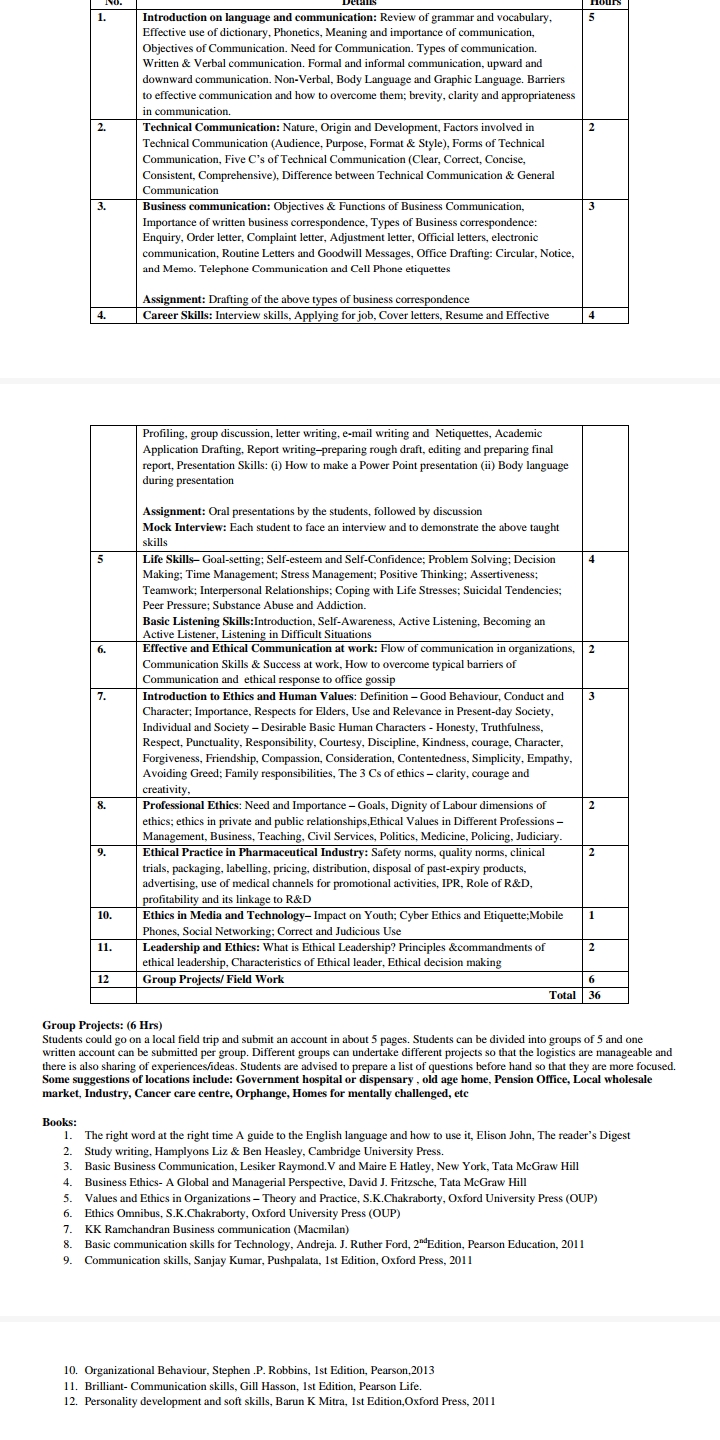 No. Details Hours
1. Introduction on language and communication: Review of grammar and vocabulary, 5
Effective use of dictionary, Phonetics, Meaning and importance of communication,
Objectives of Communication. Need for Communication. Types of communication.
Written & Verbal communication. Formal and informal communication, upward and
downward communication. Non-Verbal, Body Language and Graphic Language. Barriers
to effective communication and how to overcome them; brevity, clarity and appropriateness
in communication.
2. Technical Communication: Nature, Origin and Development, Factors involved in 2
Technical Communication (Audience, Purpose, Format & Style), Forms of Technical
Communication, Five C's of Technical Communication (Clear, Correct, Concise,
Consistent, Comprehensive), Difference between Technical Communication & General
Communication
3. Business communication: Objectives & Functions of Business Communication, 3
Importance of written business correspondence, Types of Business correspondence:
Enquiry, Order letter, Complaint letter, Adjustment letter, Official letters, electronic
communication, Routine Letters and Goodwill Messages, Office Drafting: Circular, Notice,
and Memo. Telephone Communication and Cell Phone etiquettes
Assignment: Drafting of the above types of business correspondence
4. Career Skills: Interview skills, Applying for job, Cover letters, Resume and Effective 4
Profiling, group discussion, letter writing, e-mail writing and Netiquettes, Academic
Application Drafting, Report writing–preparing rough draft, editing and preparing final
report, Presentation Skills: (i) How to make a Power Point presentation (ii) Body language
during presentation
Assignment: Oral presentations by the students, followed by discussion
Mock Interview: Each student to face an interview and to demonstrate the above taught
skills
5 Life Skills– Goal-setting; Self-esteem and Self-Confidence; Problem Solving; Decision 4
Making; Time Management; Stress Management; Positive Thinking; Assertiveness;
Teamwork; Interpersonal Relationships; Coping with Life Stresses; Suicidal Tendencies;
Peer Pressure; Substance Abuse and Addiction.
Basic Listening Skills:Introduction, Self-Awareness, Active Listening, Becoming an
Active Listener, Listening in Difficult Situations
6. Effective and Ethical Communication at work: Flow of communication in organizations, 2
Communication Skills & Success at work, How to overcome typical barriers of
Communication and ethical response to office gossip
7. Introduction to Ethics and Human Values: Definition – Good Behaviour, Conduct and 3
Character; Importance, Respects for Elders, Use and Relevance in Present-day Society,
Individual and Society – Desirable Basic Human Characters - Honesty, Truthfulness,
Respect, Punctuality, Responsibility, Courtesy, Discipline, Kindness, courage, Character,
Forgiveness, Friendship, Compassion, Consideration, Contentedness, Simplicity, Empathy,
Avoiding Greed; Family responsibilities, The 3 Cs of ethics – clarity, courage and
creativity,
8. Professional Ethics: Need and Importance – Goals, Dignity of Labour dimensions of 2
ethics; ethics in private and public relationships,Ethical Values in Different Professions –
Management, Business, Teaching, Civil Services, Politics, Medicine, Policing, Judiciary.
9. Ethical Practice in Pharmaceutical Industry: Safety norms, quality norms, clinical 2
trials, packaging, labelling, pricing, distribution, disposal of past-expiry products,
advertising, use of medical channels for promotional activities, IPR, Role of R&D,
profitability and its linkage to R&D
10. Ethics in Media and Technology– Impact on Youth; Cyber Ethics and Etiquette;Mobile 1
Phones, Social Networking; Correct and Judicious Use
11. Leadership and Ethics: What is Ethical Leadership? Principles &commandments of 2
ethical leadership, Characteristics of Ethical leader, Ethical decision making
12 Group Projects/ Field Work 6
Total 36
Group Projects: (6 Hrs)
Students could go on a local field trip and submit an account in about 5 pages. Students can be divided into groups of 5 and one
written account can be submitted per group. Different groups can undertake different projects so that the logistics are manageable and
there is also sharing of experiences/ideas. Students are advised to prepare a list of questions before hand so that they are more focused.
Some suggestions of locations include: Government hospital or dispensary , old age home, Pension Office, Local wholesale
market, Industry, Cancer care centre, Orphange, Homes for mentally challenged, etc
Books:
1. The right word at the right time A guide to the English language and how to use it, Elison John, The reader's Digest
2. Study writing, Hamplyons Liz & Ben Heasley, Cambridge University Press.
3. Basic Business Communication, Lesiker Raymond.V and Maire E Hatley, New York, Tata McGraw Hill
4. Business Ethics- A Global and Managerial Perspective, David J. Fritzsche, Tata McGraw Hill
5. Values and Ethics in Organizations – Theory and Practice, S.K.Chakraborty, Oxford University Press (OUP)
6. Ethics Omnibus, S.K.Chakraborty, Oxford University Press (OUP)
7. KK Ramchandran Business communication (Macmilan)
8. Basic communication skills for Technology, Andreja. J. Ruther Ford, 2ndEdition, Pearson Education, 2011
9. Communication skills, Sanjay Kumar, Pushpalata, 1st Edition, Oxford Press, 2011
10. Organizational Behaviour, Stephen .P. Robbins, 1st Edition, Pearson,2013
11. Brilliant- Communication skills, Gill Hasson, 1st Edition, Pearson Life.
12. Personality development and soft skills, Barun K Mitra, 1st Edition,Oxford Press, 2011